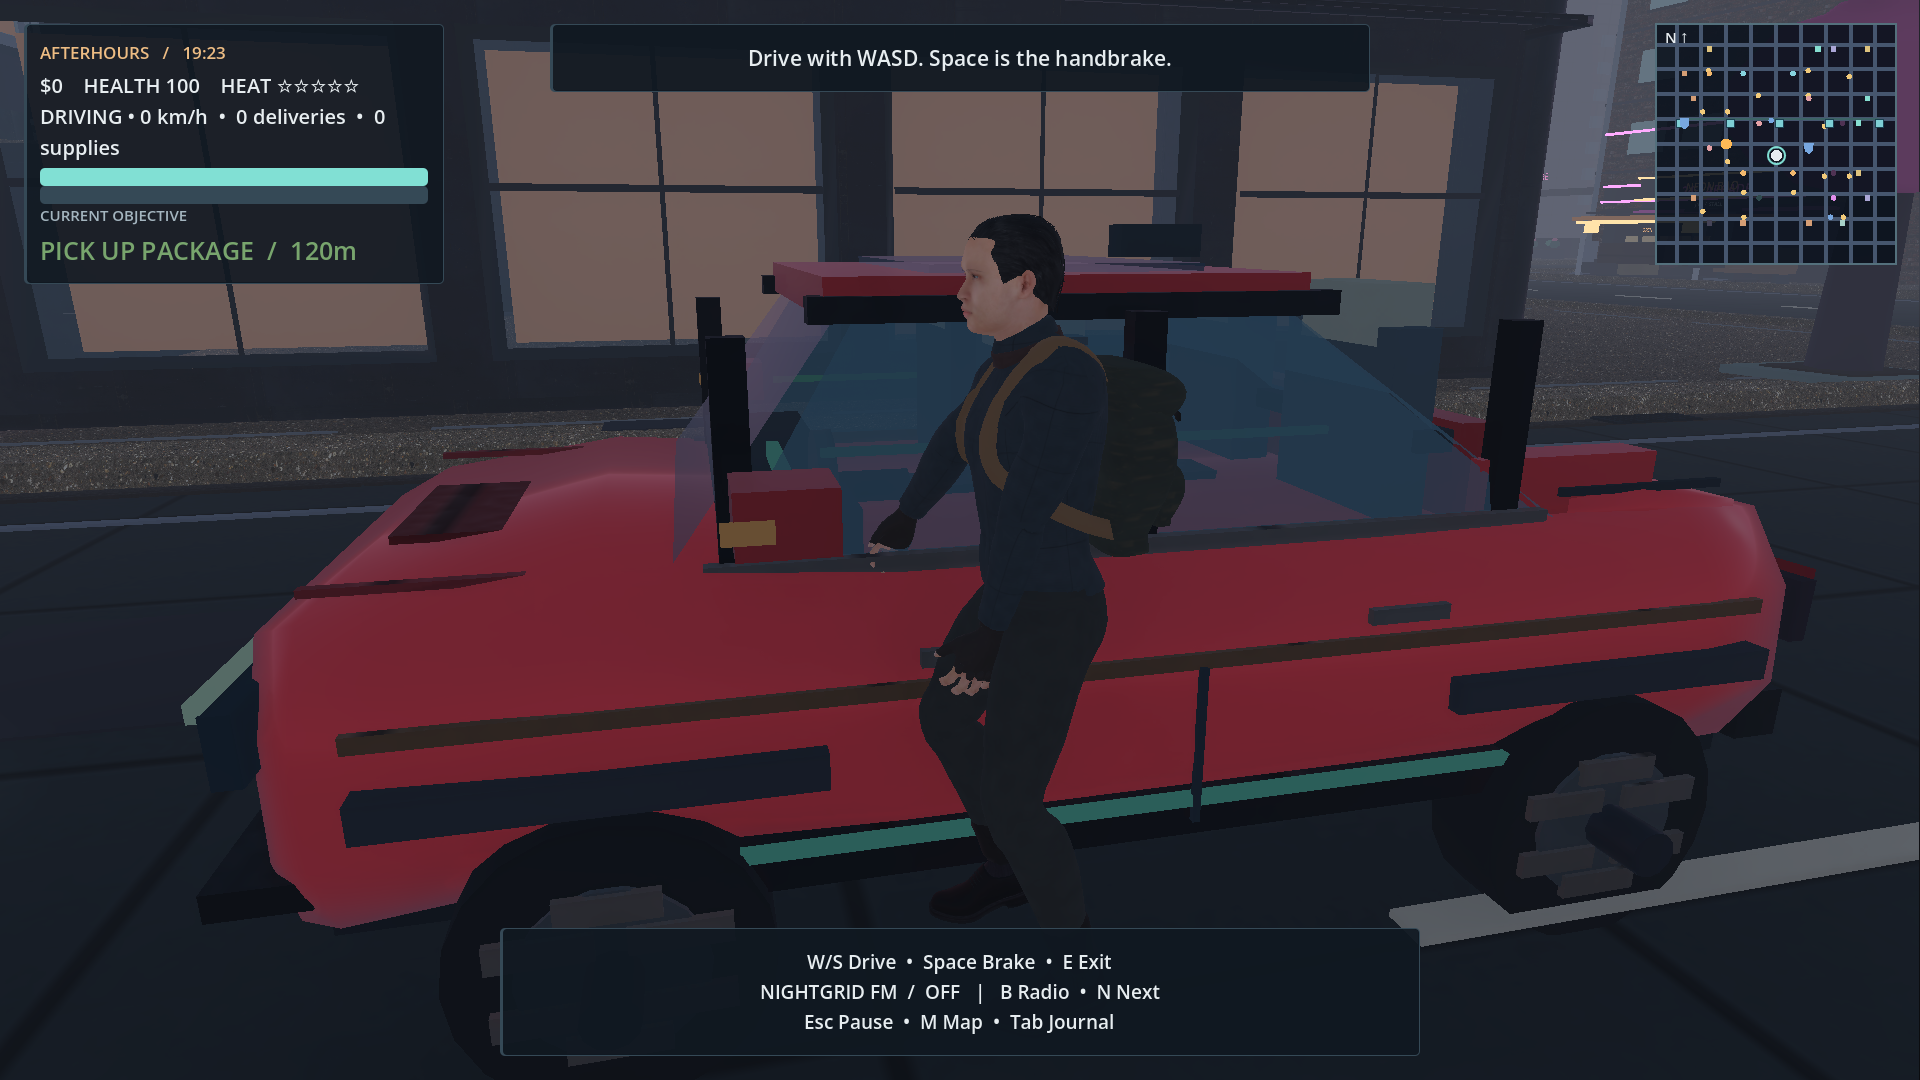 AFTERHOURS / 19:23
$0 HEALTH 100 HEAT ☆☆☆☆☆
DRIVING • 0 km/h • 0 deliveries • 0
supplies
CURRENT OBJECTIVE
PICK UP PACKAGE / 120m
Drive with WASD. Space is the handbrake.
N ↑
W/S Drive • Space Brake • E Exit
NIGHTGRID FM / OFF | B Radio • N Next
Esc Pause • M Map • Tab Journal